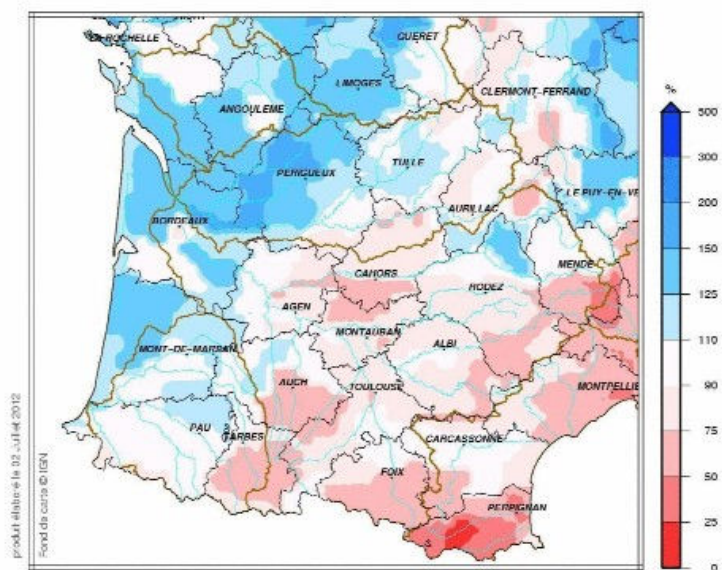 LA ROCHELLE
GUERET
LIMOGES
CLERMONT-FERRAND
ANGOULEME
TULLE
PERIGUEUX
LE PUY-EN-VE
AURILLAC
BORDEAUX
MENDE
CAHORS
RODEZ
AGEN
MONTAUBAN
ALBI
MONT-DE-MARSAN
AUCH
TOULOUSE
MONTPELLIE
PAU
TARBES
CARCASSONNE
FOIX
PERPIGNAN
%
500
300
200
150
125
110
90
75
50
25
0
produit élaboré le 02 Juillet 2012
Fond de carte © IGN